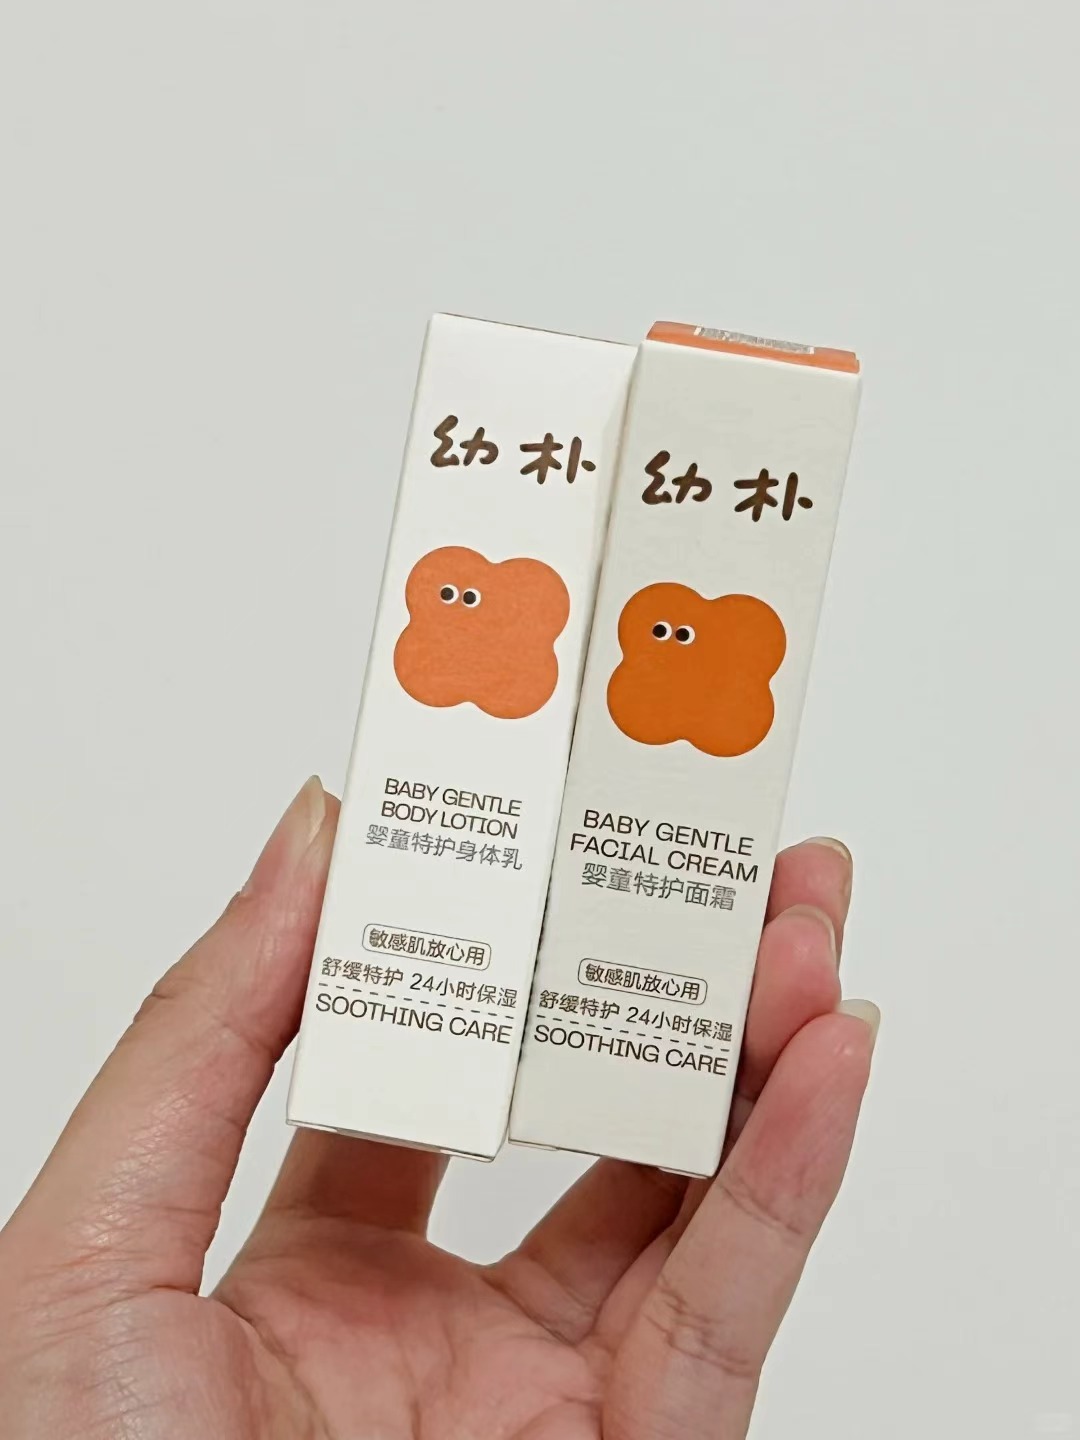 幼朴
BABY GENTLE
BODY LOTION
婴童特护身体乳
敏感肌放心用
舒缓特护 24小时保湿
SOOTHING CARE
幼朴
BABY GENTLE
FACIAL CREAM
婴童特护面霜
敏感肌放心用
舒缓特护 24小时保湿
SOOTHING CARE